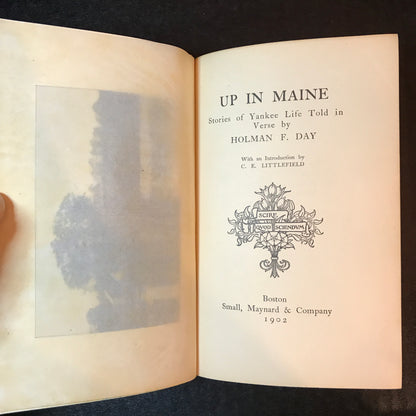 UP IN MAINE
Stories of Yankee Life Told in
Verse by
HOLMAN F. DAY
With an Introduction by
C. E. LITTLEFIELD
SCIRE
QUOD SCIENDVM
Boston
Small, Maynard & Company
1902